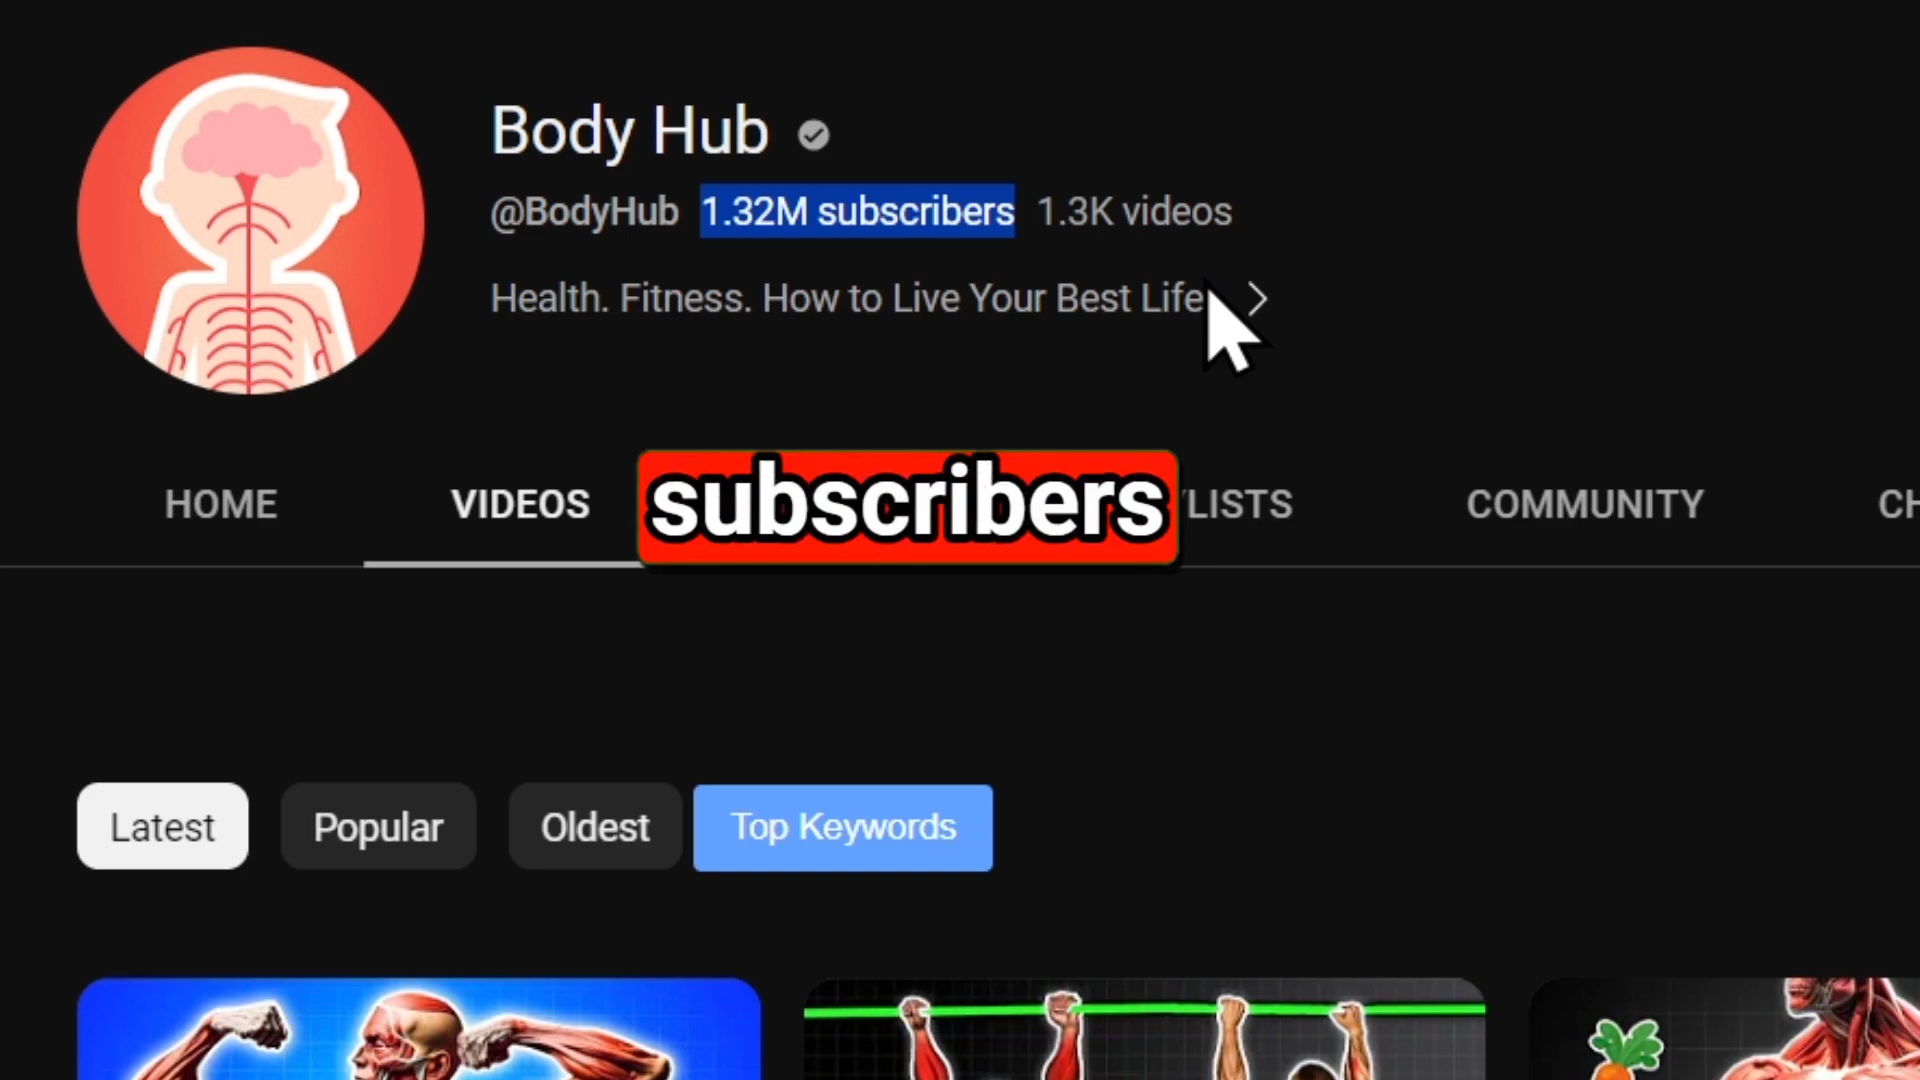 Body Hub
@BodyHub 1.32M subscribers 1.3K videos
Health. Fitness. How to Live Your Best Life
HOME VIDEOS subscribers LISTS COMMUNITY CH
Latest Popular Oldest Top Keywords